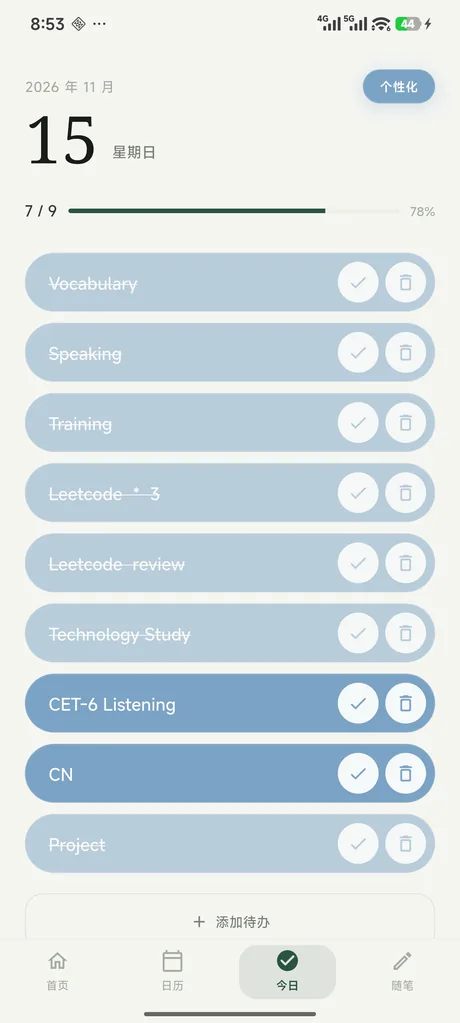 8:53 ... 4G 5G 6 44
2026 年 11 月
个性化
15 星期日
7 / 9 78%
Vocabulary
Speaking
Training
Leetcode * 3
Leetcode review
Technology Study
CET-6 Listening
CN
Project
+ 添加待办
首页 日历 今日 随笔